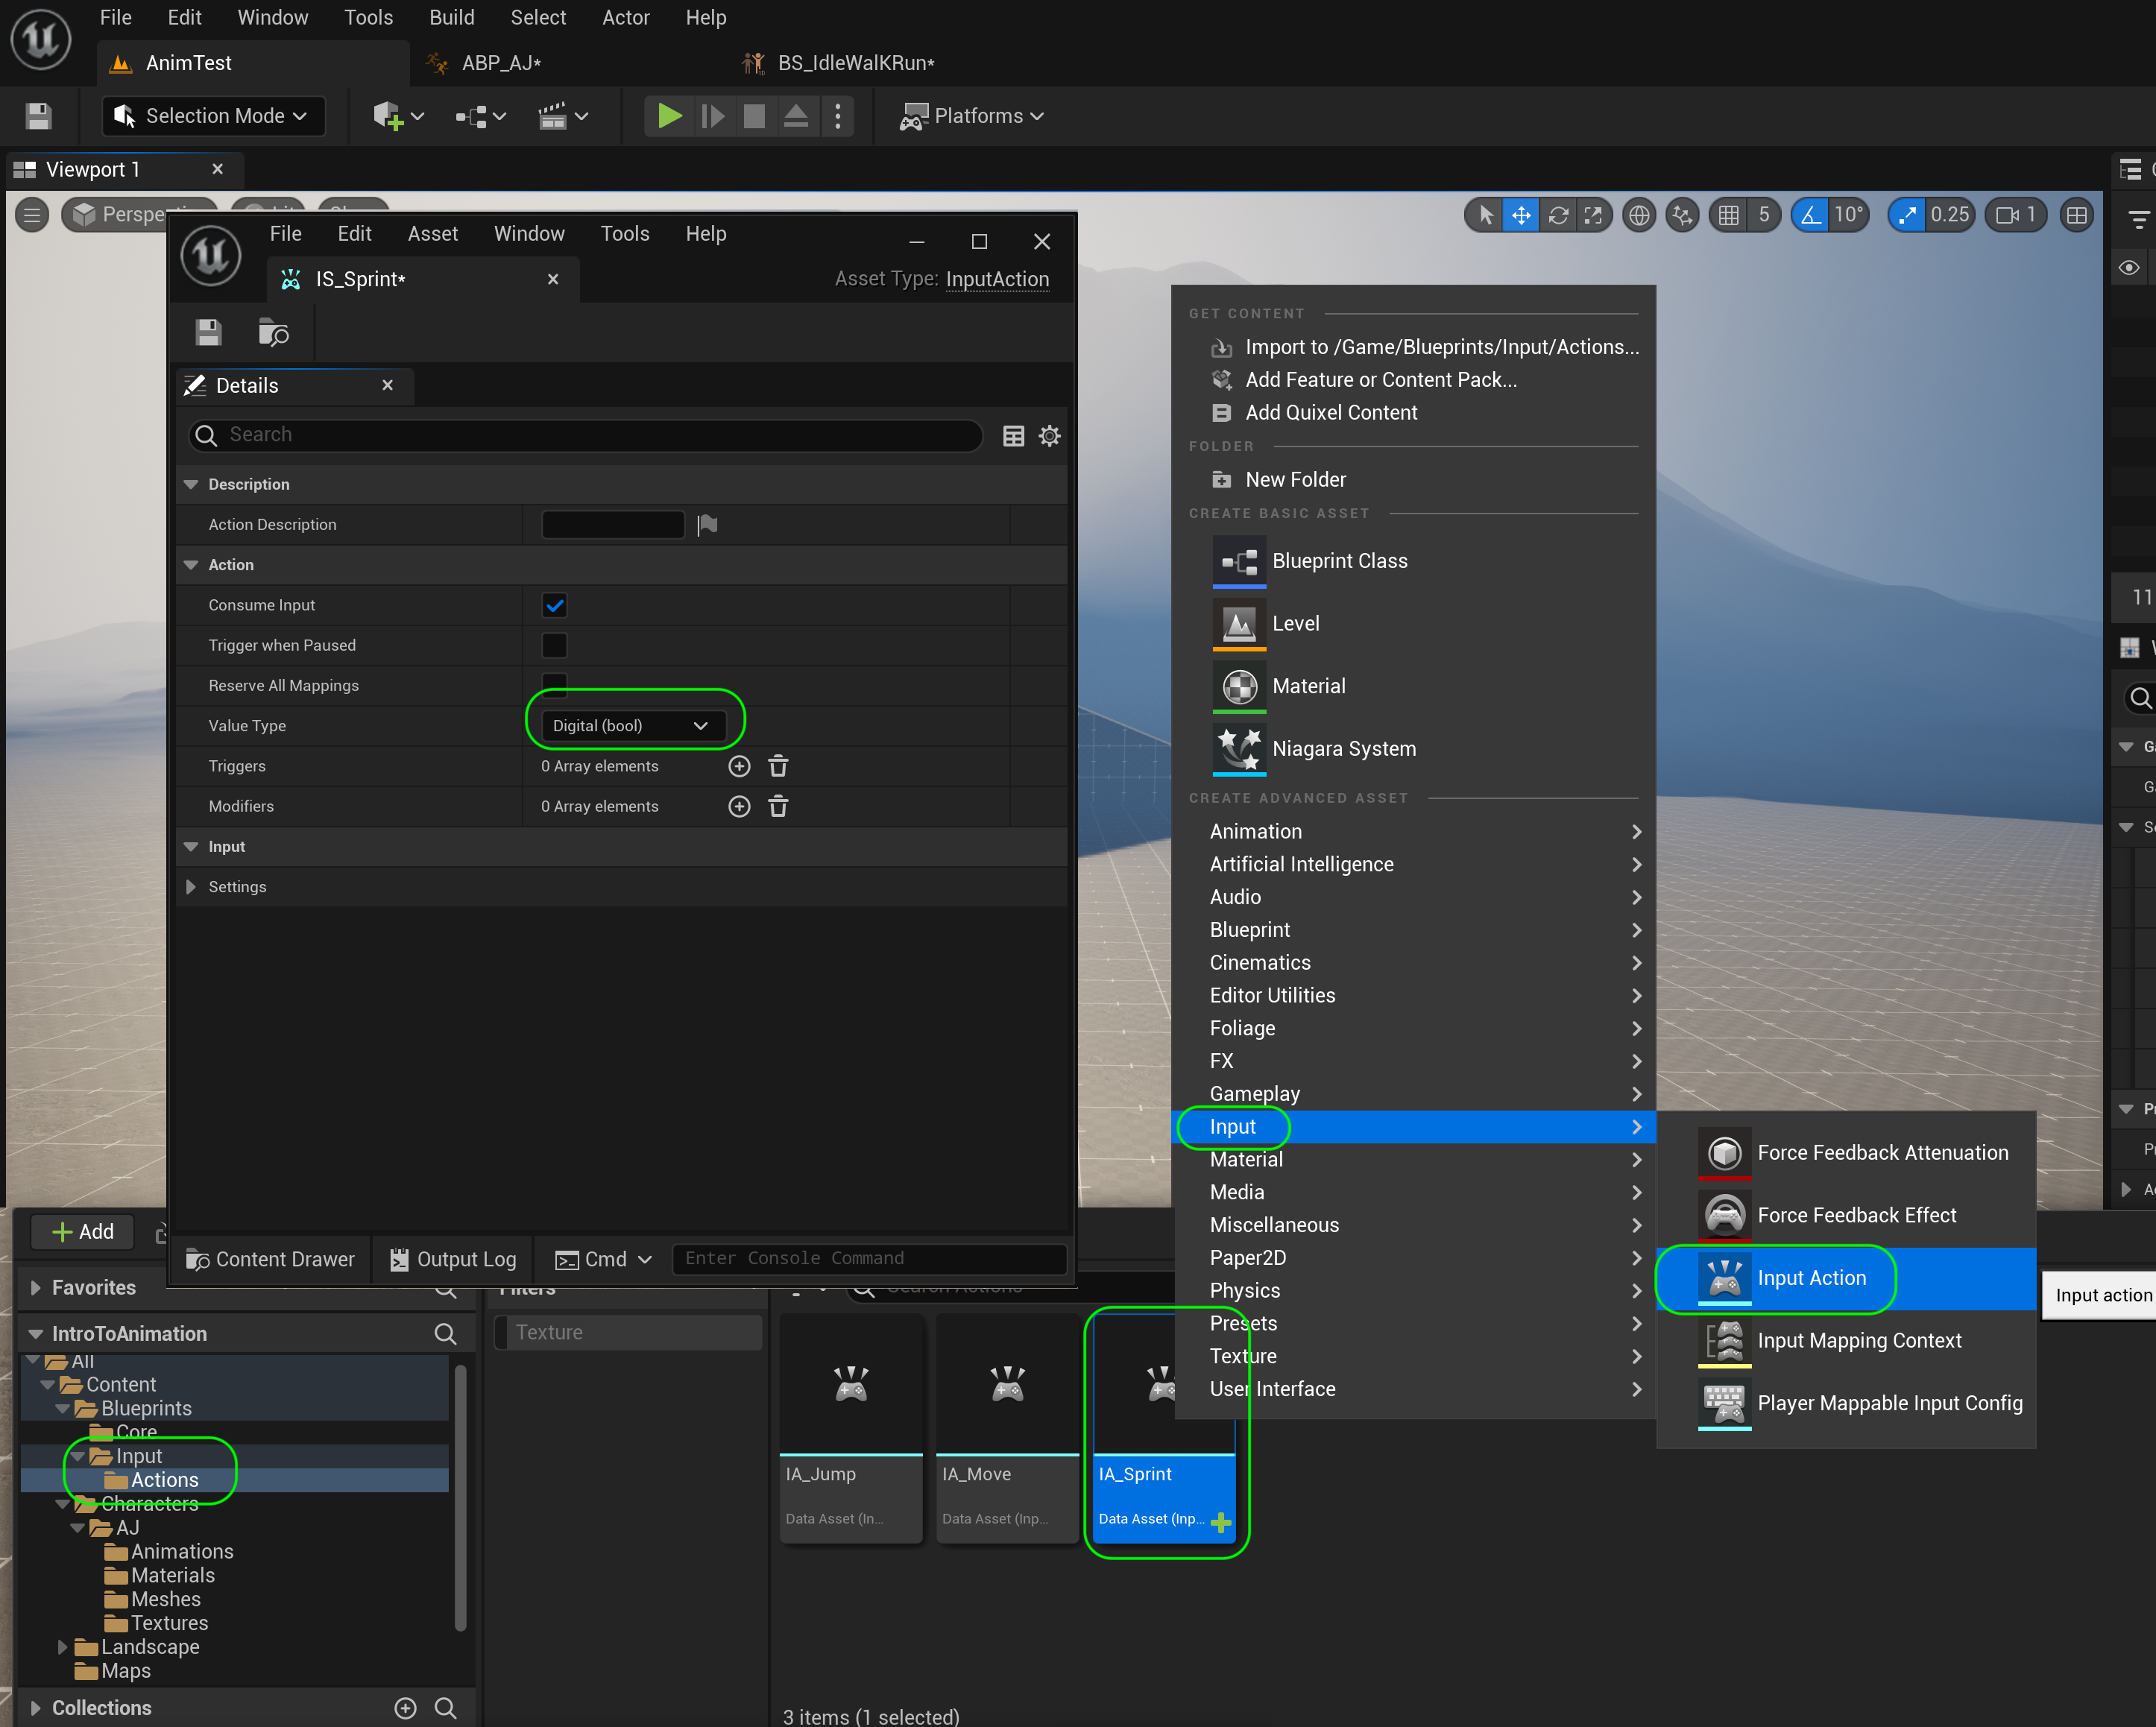 File Edit Window Tools Build Select Actor Help
AnimTest
ABP_AJ*
BS_IdleWalKRun*
Selection Mode
Platforms
Viewport 1
5
10°
0.25
1
File Edit Asset Window Tools Help
IS_Sprint*
Asset Type: InputAction
Details
Search
Description
Action Description
Action
Consume Input
Trigger when Paused
Reserve All Mappings
Value Type
Digital (bool)
Triggers
0 Array elements
Modifiers
0 Array elements
Input
Settings
Content Drawer
Output Log
Cmd
Enter Console Command
GET CONTENT
Import to /Game/Blueprints/Input/Actions...
Add Feature or Content Pack...
Add Quixel Content
FOLDER
New Folder
CREATE BASIC ASSET
Blueprint Class
Level
Material
Niagara System
CREATE ADVANCED ASSET
Animation
Artificial Intelligence
Audio
Blueprint
Cinematics
Editor Utilities
Foliage
FX
Gameplay
Input
Material
Media
Miscellaneous
Paper2D
Physics
Presets
Texture
User Interface
Force Feedback Attenuation
Force Feedback Effect
Input Action
Input Mapping Context
Player Mappable Input Config
Input action
11
Add
Favorites
IntroToAnimation
All
Content
Blueprints
Core
Input
Actions
Characters
AJ
Animations
Materials
Meshes
Textures
Landscape
Maps
Collections
Filters
Texture
Search Actions
IA_Jump
Data Asset (In...
IA_Move
Data Asset (Inp...
IA_Sprint
Data Asset (Inp...
3 items (1 selected)